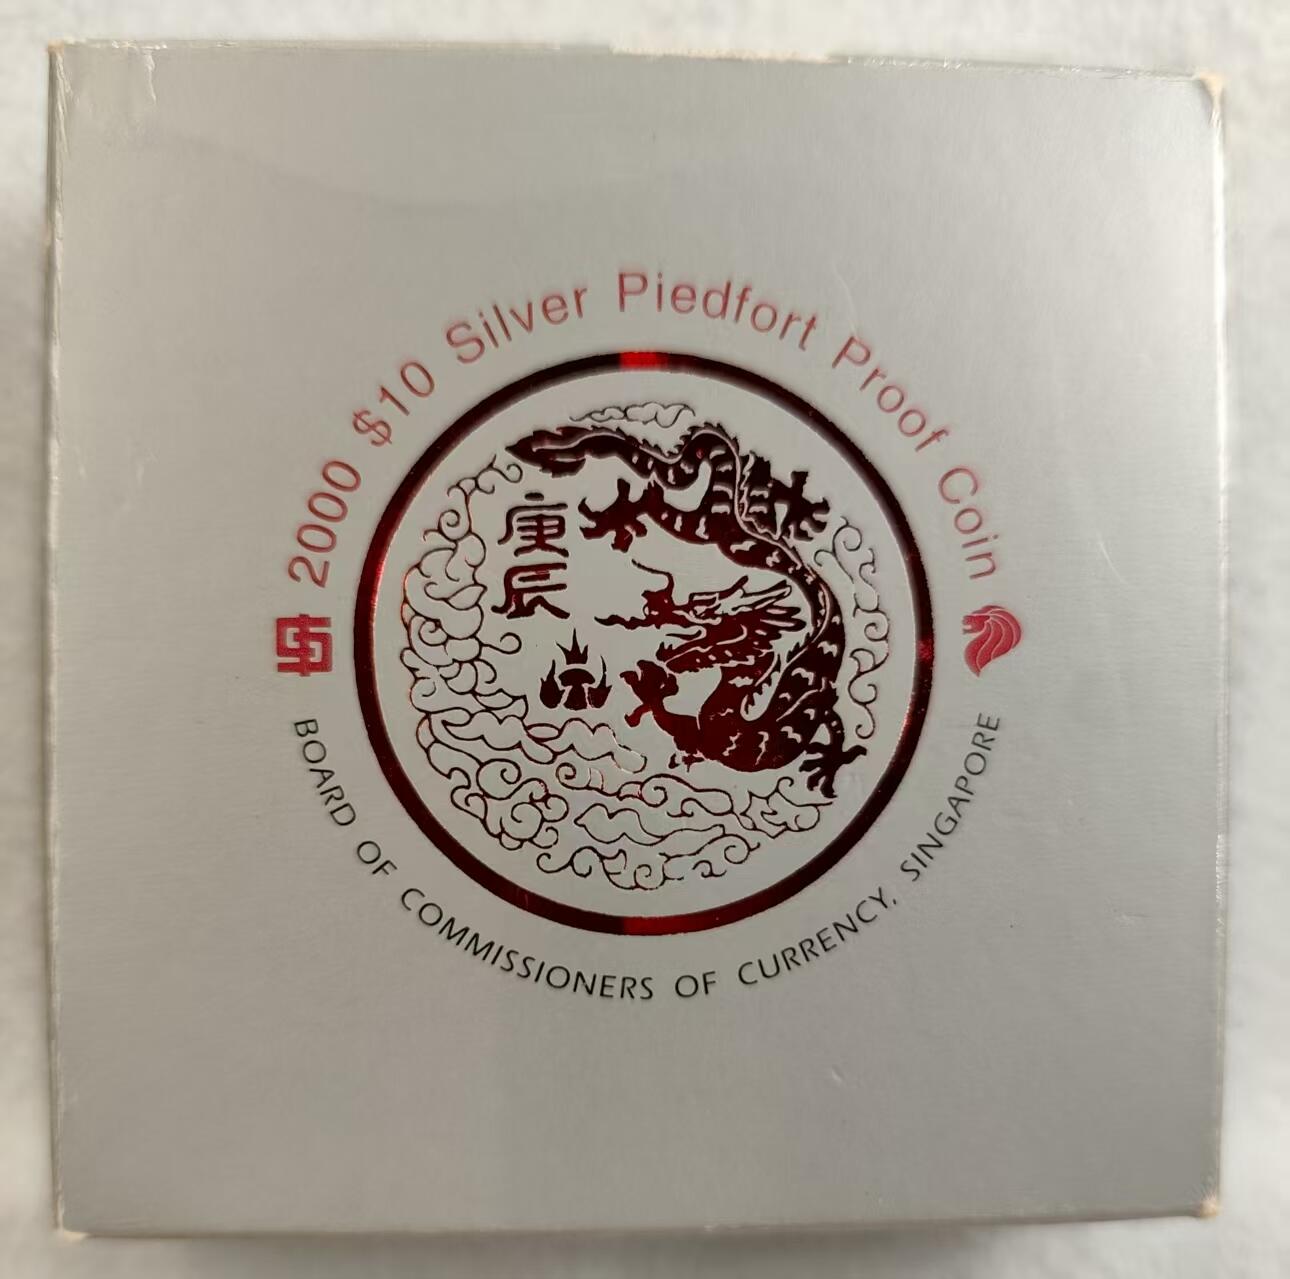 2000 $10 Silver Piedfort Proof Coin
庚
辰
BOARD OF COMMISSIONERS OF CURRENCY, SINGAPORE